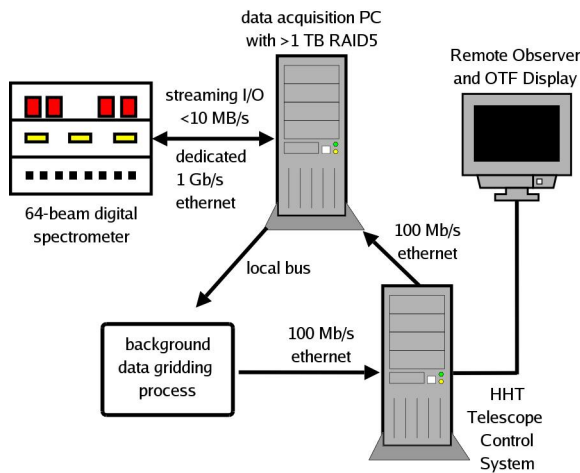 data acquisition PC
with >1 TB RAID5
Remote Observer
and OTF Display
streaming I/O
<10 MB/s
dedicated
1 Gb/s
ethernet
64-beam digital
spectrometer
100 Mb/s
ethernet
local bus
background
data gridding
process
100 Mb/s
ethernet
HHT
Telescope
Control
System